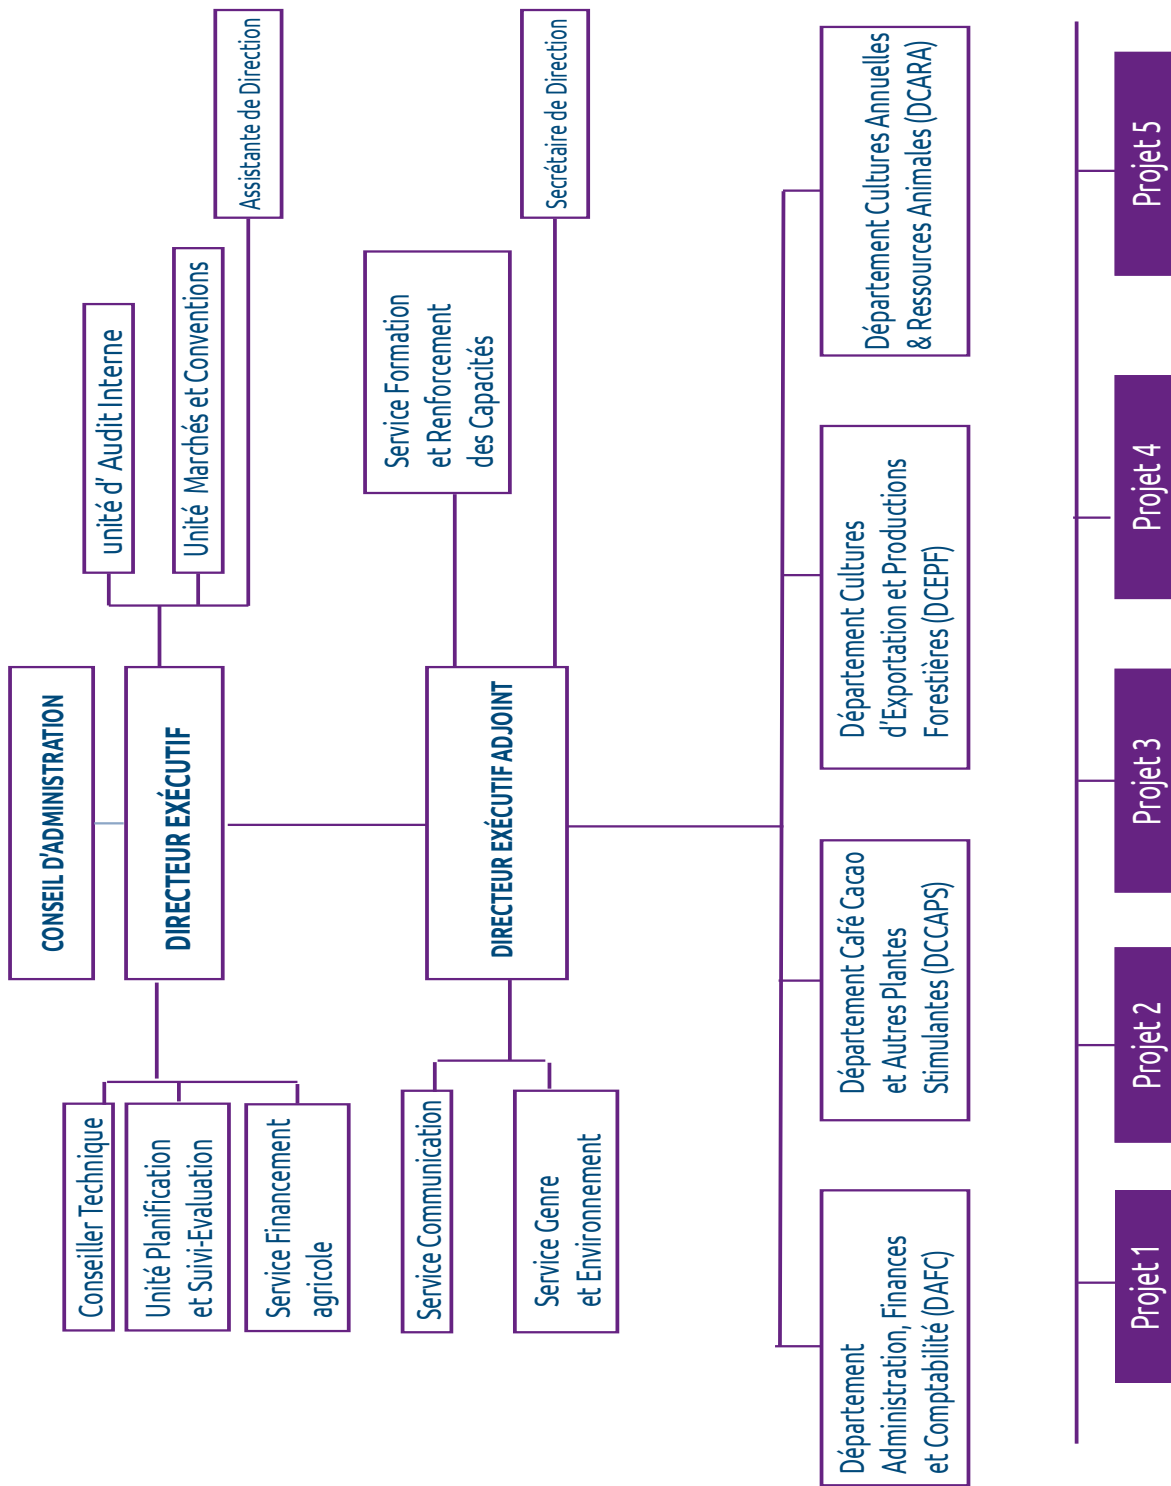 CONSEIL D'ADMINISTRATION
DIRECTEUR EXÉCUTIF
Conseiller Technique
Unité Planification
et Suivi-Evaluation
Service Financement
agricole
unité d' Audit Interne
Unité Marchés et Conventions
Assistante de Direction
DIRECTEUR EXÉCUTIF ADJOINT
Service Communication
Service Genre
et Environnement
Service Formation
et Renforcement
des Capacités
Secrétaire de Direction
Département
Administration, Finances
et Comptabilité (DAFC)
Département Café Cacao
et Autres Plantes
Stimulantes (DCCAPS)
Département Cultures
d'Exportation et Productions
Forestières (DCEPF)
Département Cultures Annuelles
& Ressources Animales (DCARA)
Projet 1
Projet 2
Projet 3
Projet 4
Projet 5